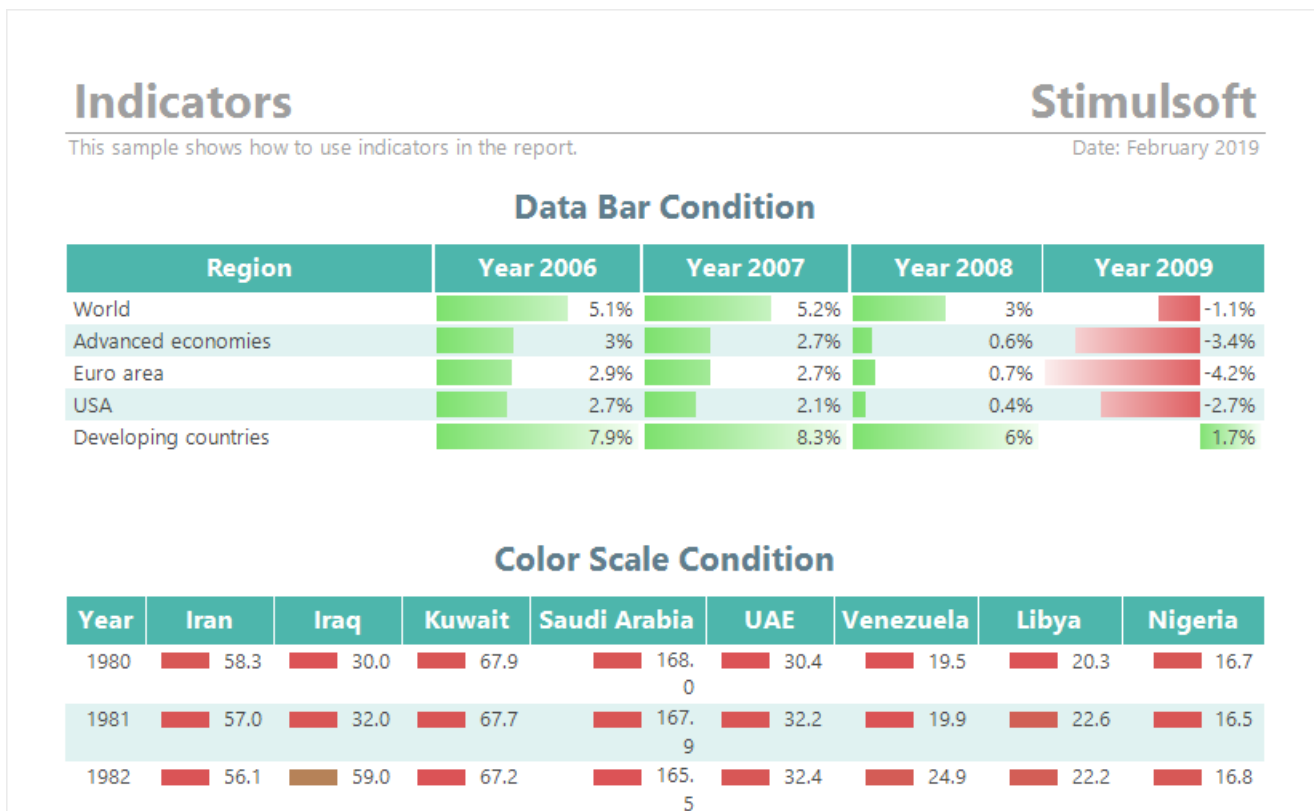 Indicators Stimulsoft
This sample shows how to use indicators in the report. Date: February 2019
Data Bar Condition
Region Year 2006 Year 2007 Year 2008 Year 2009
World 5.1% 5.2% 3% -1.1%
Advanced economies 3% 2.7% 0.6% -3.4%
Euro area 2.9% 2.7% 0.7% -4.2%
USA 2.7% 2.1% 0.4% -2.7%
Developing countries 7.9% 8.3% 6% 1.7%
Color Scale Condition
Year Iran Iraq Kuwait Saudi Arabia UAE Venezuela Libya Nigeria
1980 58.3 30.0 67.9 168. 30.4 19.5 20.3 16.7
0
1981 57.0 32.0 67.7 167. 32.2 19.9 22.6 16.5
9
1982 56.1 59.0 67.2 165. 32.4 24.9 22.2 16.8
5